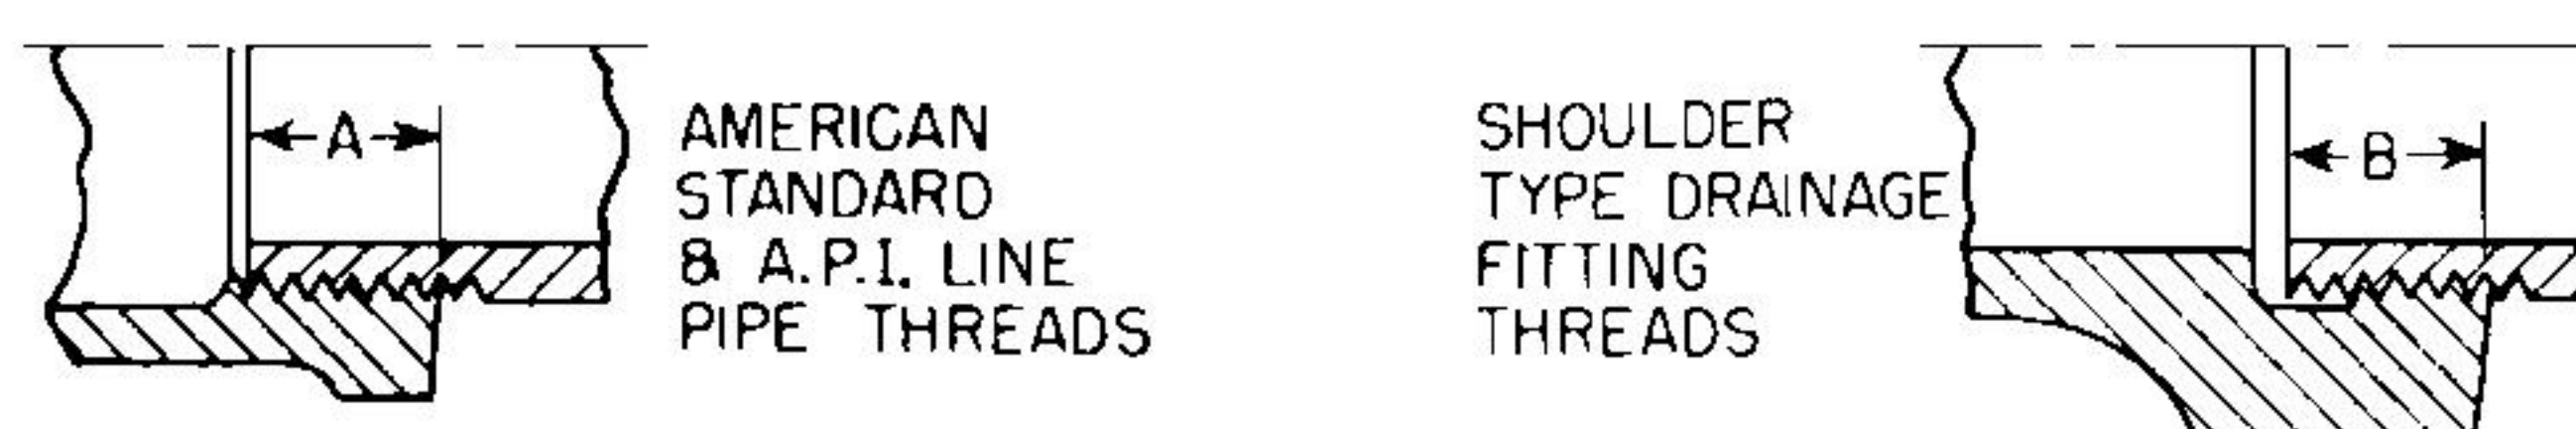 A
AMERICAN
STANDARD
& A.P.I. LINE
PIPE THREADS
SHOULDER
TYPE DRAINAGE
FITTING
THREADS
B